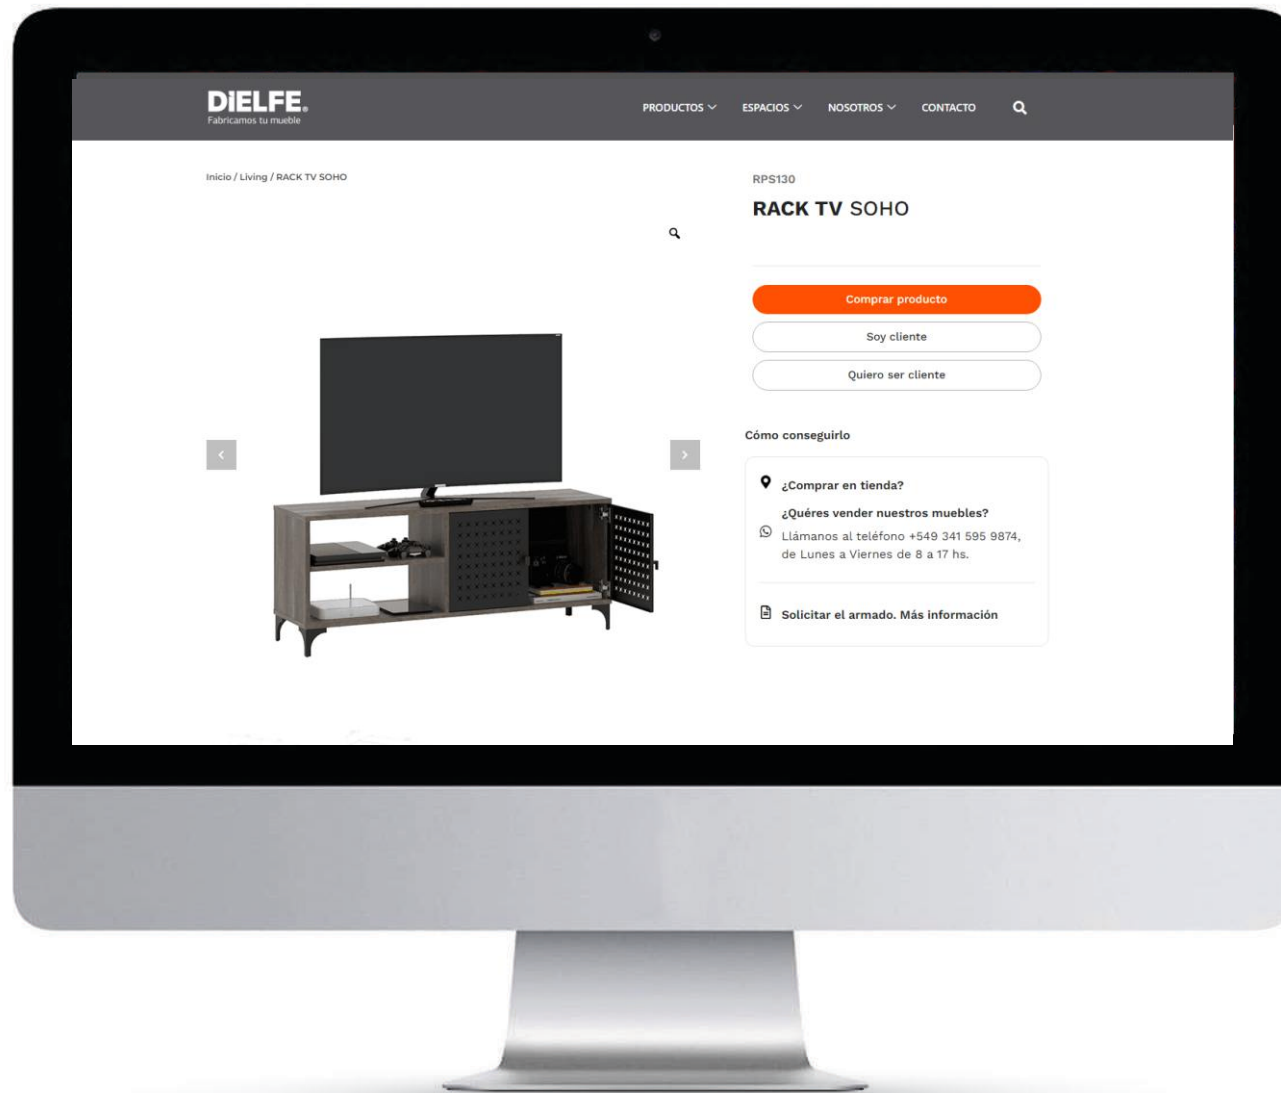 DiELFE®
Fabricamos tu mueble
PRODUCTOS
ESPACIOS
NOSOTROS
CONTACTO
Inicio / Living / RACK TV SOHO
RPS130
RACK TV SOHO
Comprar producto
Soy cliente
Quiero ser cliente
Cómo conseguirlo
¿Comprar en tienda?
¿Quéres vender nuestros muebles?
Llámanos al teléfono +549 341 595 9874,
de Lunes a Viernes de 8 a 17 hs.
Solicitar el armado. Más información